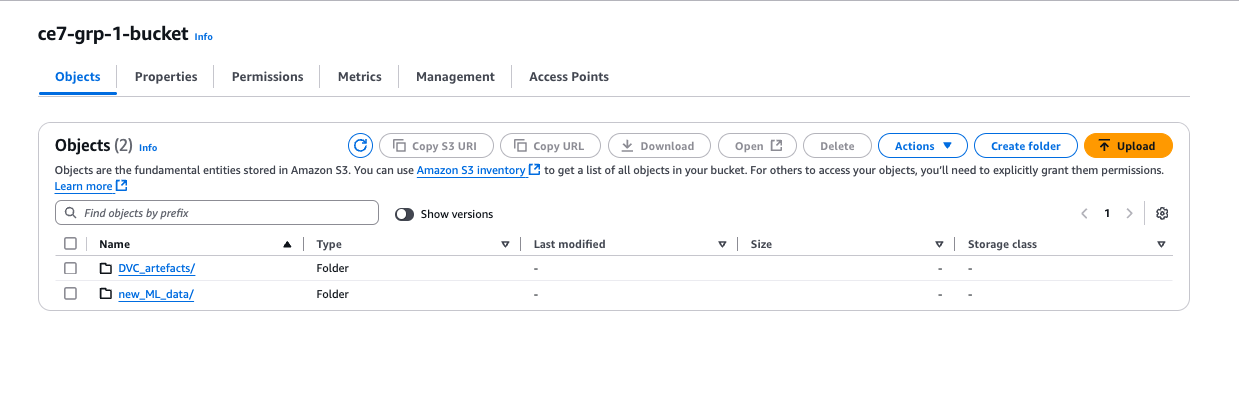 ce7-grp-1-bucket Info
Objects Properties Permissions Metrics Management Access Points
Objects (2) Info Copy S3 URI Copy URL Download Open Delete Actions Create folder Upload
Objects are the fundamental entities stored in Amazon S3. You can use Amazon S3 inventory to get a list of all objects in your bucket. For others to access your objects, you'll need to explicitly grant them permissions.
Learn more
Find objects by prefix Show versions 1
Name Type Last modified Size Storage class
DVC_artefacts/ Folder - - -
new_ML_data/ Folder - - -